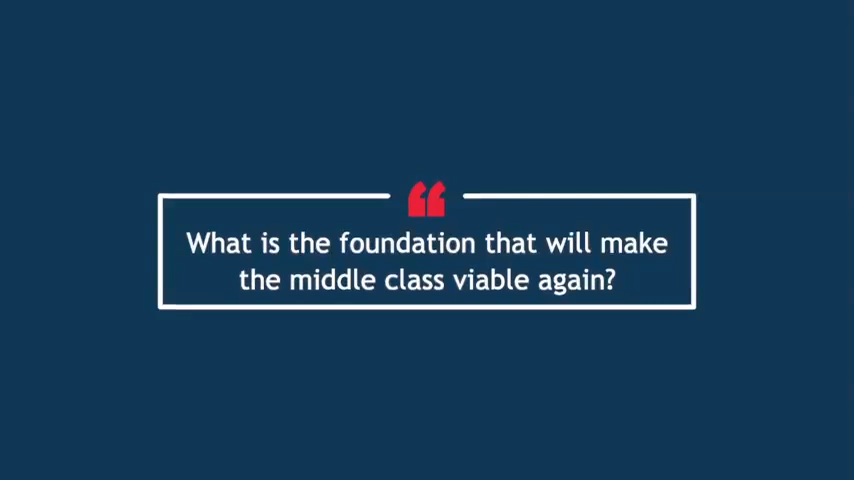 “
What is the foundation that will make
the middle class viable again?